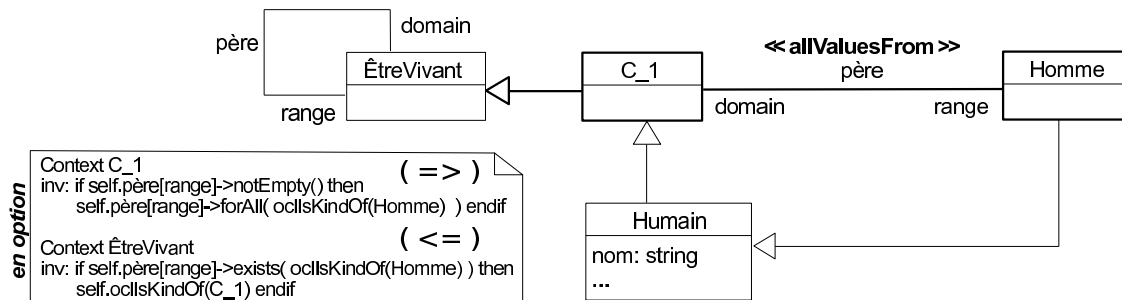 père
domain
ÊtreVivant
range
C_1
domain
<< allValuesFrom >>
père
range
Homme
Humain
nom: string
...
en option
Context C_1
( => )
inv: if self.père[range]->notEmpty() then
self.père[range]->forAll( oclIsKindOf(Homme) ) endif
Context ÊtreVivant
( <= )
inv: if self.père[range]->exists( oclIsKindOf(Homme) ) then
self.oclIsKindOf(C_1) endif